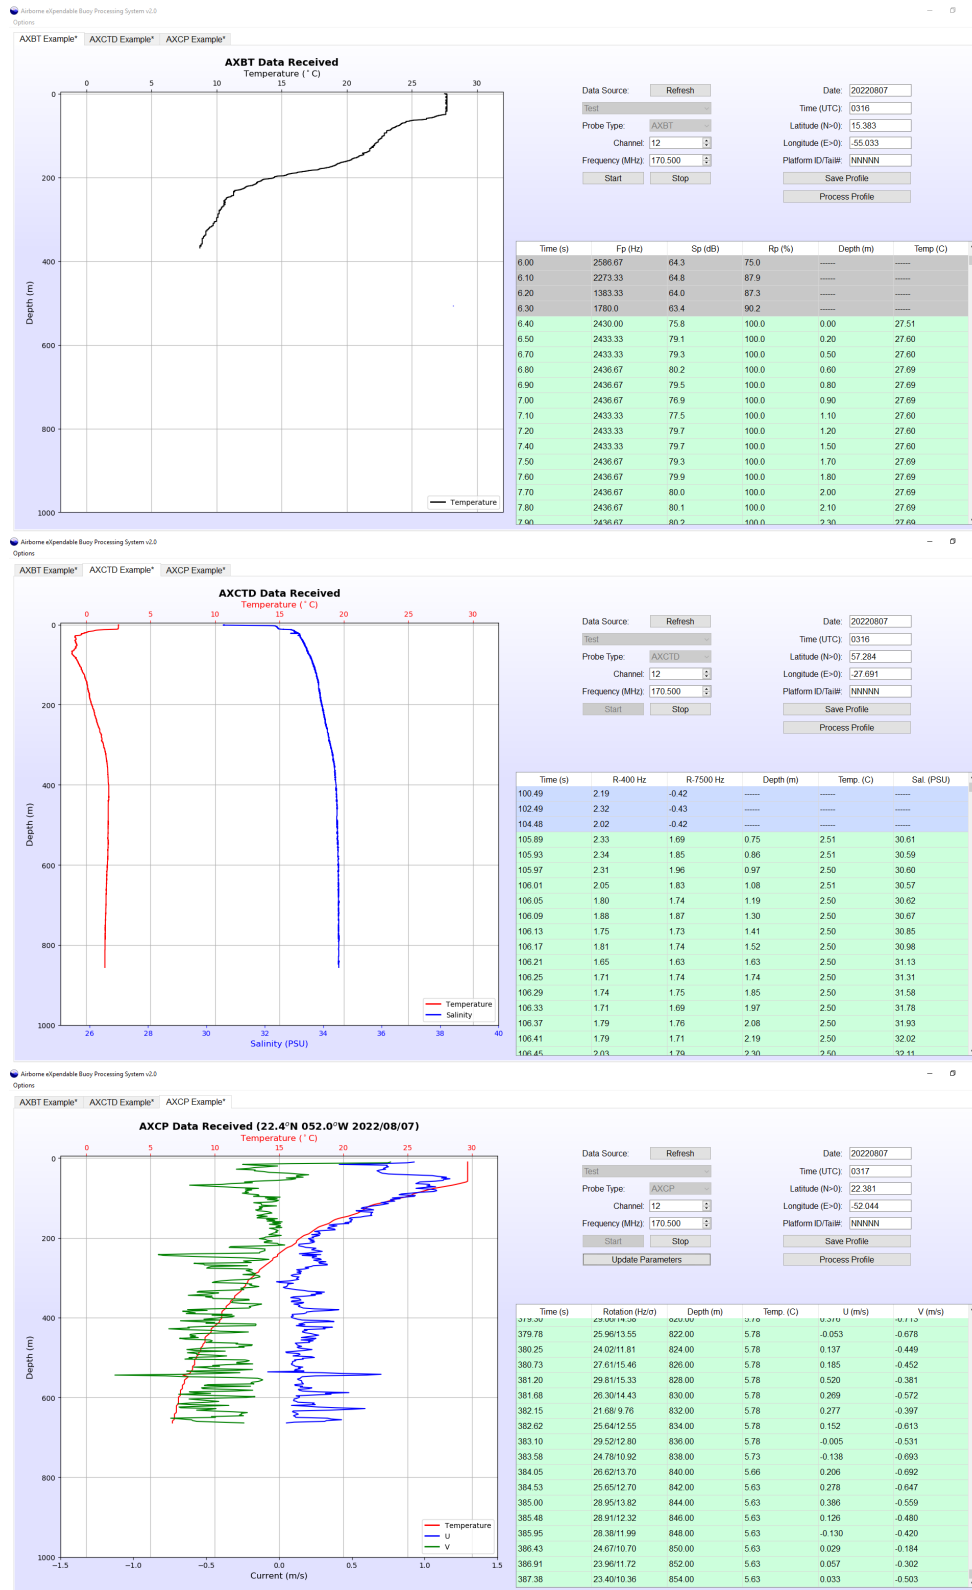 Airborne eXpendable Buoy Processing System v2.0
Options
AXBT Example* AXCTD Example* AXCP Example*
AXBT Data Received
Temperature (°C)
0 5 10 15 20 25 30
0
200
400
600
800
1000
Depth (m)
Temperature
Data Source: Refresh
Test
Probe Type: AXBT
Channel: 12
Frequency (MHz): 170.500
Start Stop
Date: 20220807
Time (UTC): 0316
Latitude (N>0): 15.383
Longitude (E>0): -55.033
Platform ID/Tail#: NNNNN
Save Profile
Process Profile
Time (s) Fp (Hz) Sp (dB) Rp (%) Depth (m) Temp (C)
6.00 2586.67 64.3 75.0 ------ ------
6.10 2273.33 64.8 87.9 ------ ------
6.20 1383.33 64.0 87.3 ------ ------
6.30 1780.0 63.4 90.2 ------ ------
6.40 2430.00 75.8 100.0 0.00 27.51
6.50 2433.33 79.1 100.0 0.20 27.60
6.70 2433.33 79.3 100.0 0.50 27.60
6.80 2436.67 80.2 100.0 0.60 27.69
6.90 2436.67 79.5 100.0 0.80 27.69
7.00 2436.67 76.9 100.0 0.90 27.69
7.10 2433.33 77.5 100.0 1.10 27.60
7.20 2433.33 79.7 100.0 1.20 27.60
7.40 2433.33 79.7 100.0 1.50 27.60
7.50 2436.67 79.3 100.0 1.70 27.69
7.60 2436.67 79.9 100.0 1.80 27.69
7.70 2436.67 80.0 100.0 2.00 27.69
7.80 2436.67 80.1 100.0 2.10 27.69
7.90 2436.67 80.2 100.0 2.30 27.69
Airborne eXpendable Buoy Processing System v2.0
Options
AXBT Example* AXCTD Example* AXCP Example*
AXCTD Data Received
Temperature (°C)
0 5 10 15 20 25 30
0
200
400
600
800
1000
Depth (m)
Temperature
Salinity
26 28 30 32 34 36 38 40
Salinity (PSU)
Data Source: Refresh
Test
Probe Type: AXCTD
Channel: 12
Frequency (MHz): 170.500
Start Stop
Date: 20220807
Time (UTC): 0316
Latitude (N>0): 57.284
Longitude (E>0): -27.691
Platform ID/Tail#: NNNNN
Save Profile
Process Profile
Time (s) R-400 Hz R-7500 Hz Depth (m) Temp. (C) Sal. (PSU)
100.49 2.19 -0.42 ------ ------ ------
102.49 2.32 -0.43 ------ ------ ------
104.48 2.02 -0.42 ------ ------ ------
105.89 2.33 1.69 0.75 2.51 30.61
105.93 2.34 1.85 0.86 2.51 30.59
105.97 2.31 1.96 0.97 2.50 30.60
106.01 2.05 1.83 1.08 2.51 30.57
106.05 1.80 1.74 1.19 2.50 30.62
106.09 1.88 1.87 1.30 2.50 30.67
106.13 1.75 1.73 1.41 2.50 30.85
106.17 1.81 1.74 1.52 2.50 30.98
106.21 1.65 1.63 1.63 2.50 31.13
106.25 1.71 1.74 1.74 2.50 31.31
106.29 1.74 1.75 1.85 2.50 31.58
106.33 1.71 1.69 1.97 2.50 31.78
106.37 1.79 1.76 2.08 2.50 31.93
106.41 1.79 1.71 2.19 2.50 32.02
106.45 2.03 1.79 2.30 2.50 32.11
Airborne eXpendable Buoy Processing System v2.0
Options
AXBT Example* AXCTD Example* AXCP Example*
AXCP Data Received (22.4°N 052.0°W 2022/08/07)
Temperature (°C)
0 5 10 15 20 25 30
0
200
400
600
800
1000
Depth (m)
Temperature
U
V
−1.5 −1.0 −0.5 0.0 0.5 1.0 1.5
Current (m/s)
Data Source: Refresh
Test
Probe Type: AXCP
Channel: 12
Frequency (MHz): 170.500
Start Stop
Update Parameters
Date: 20220807
Time (UTC): 0317
Latitude (N>0): 22.381
Longitude (E>0): -52.044
Platform ID/Tail#: NNNNN
Save Profile
Process Profile
Time (s) Rotation (Hz/σ) Depth (m) Temp. (C) U (m/s) V (m/s)
379.30 29.06/14.58 820.00 5.78 0.376 -0.713
379.78 25.96/13.55 822.00 5.78 -0.053 -0.678
380.25 24.02/11.81 824.00 5.78 0.137 -0.449
380.73 27.61/15.46 826.00 5.78 0.185 -0.452
381.20 29.81/15.33 828.00 5.78 0.520 -0.381
381.68 26.30/14.43 830.00 5.78 0.269 -0.572
382.15 21.68/ 9.76 832.00 5.78 0.277 -0.397
382.62 25.64/12.55 834.00 5.78 0.152 -0.613
383.10 29.52/12.80 836.00 5.78 -0.005 -0.531
383.58 24.78/10.92 838.00 5.73 -0.138 -0.693
384.05 26.62/13.70 840.00 5.66 0.206 -0.692
384.53 25.65/12.70 842.00 5.63 0.278 -0.647
385.00 28.95/13.82 844.00 5.63 0.386 -0.559
385.48 28.91/12.32 846.00 5.63 0.126 -0.480
385.95 28.38/11.99 848.00 5.63 -0.130 -0.420
386.43 24.67/10.70 850.00 5.63 0.029 -0.184
386.91 23.96/11.72 852.00 5.63 0.057 -0.302
387.38 23.40/10.36 854.00 5.63 0.033 -0.503